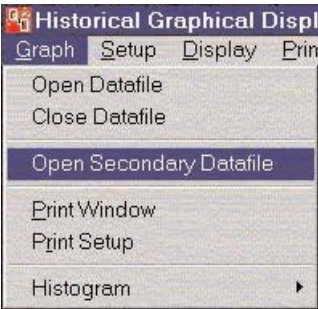 Historical Graphical Displ
Graph Setup Display Prin
Open Datafile
Close Datafile
Open Secondary Datafile
Print Window
Print Setup
Histogram